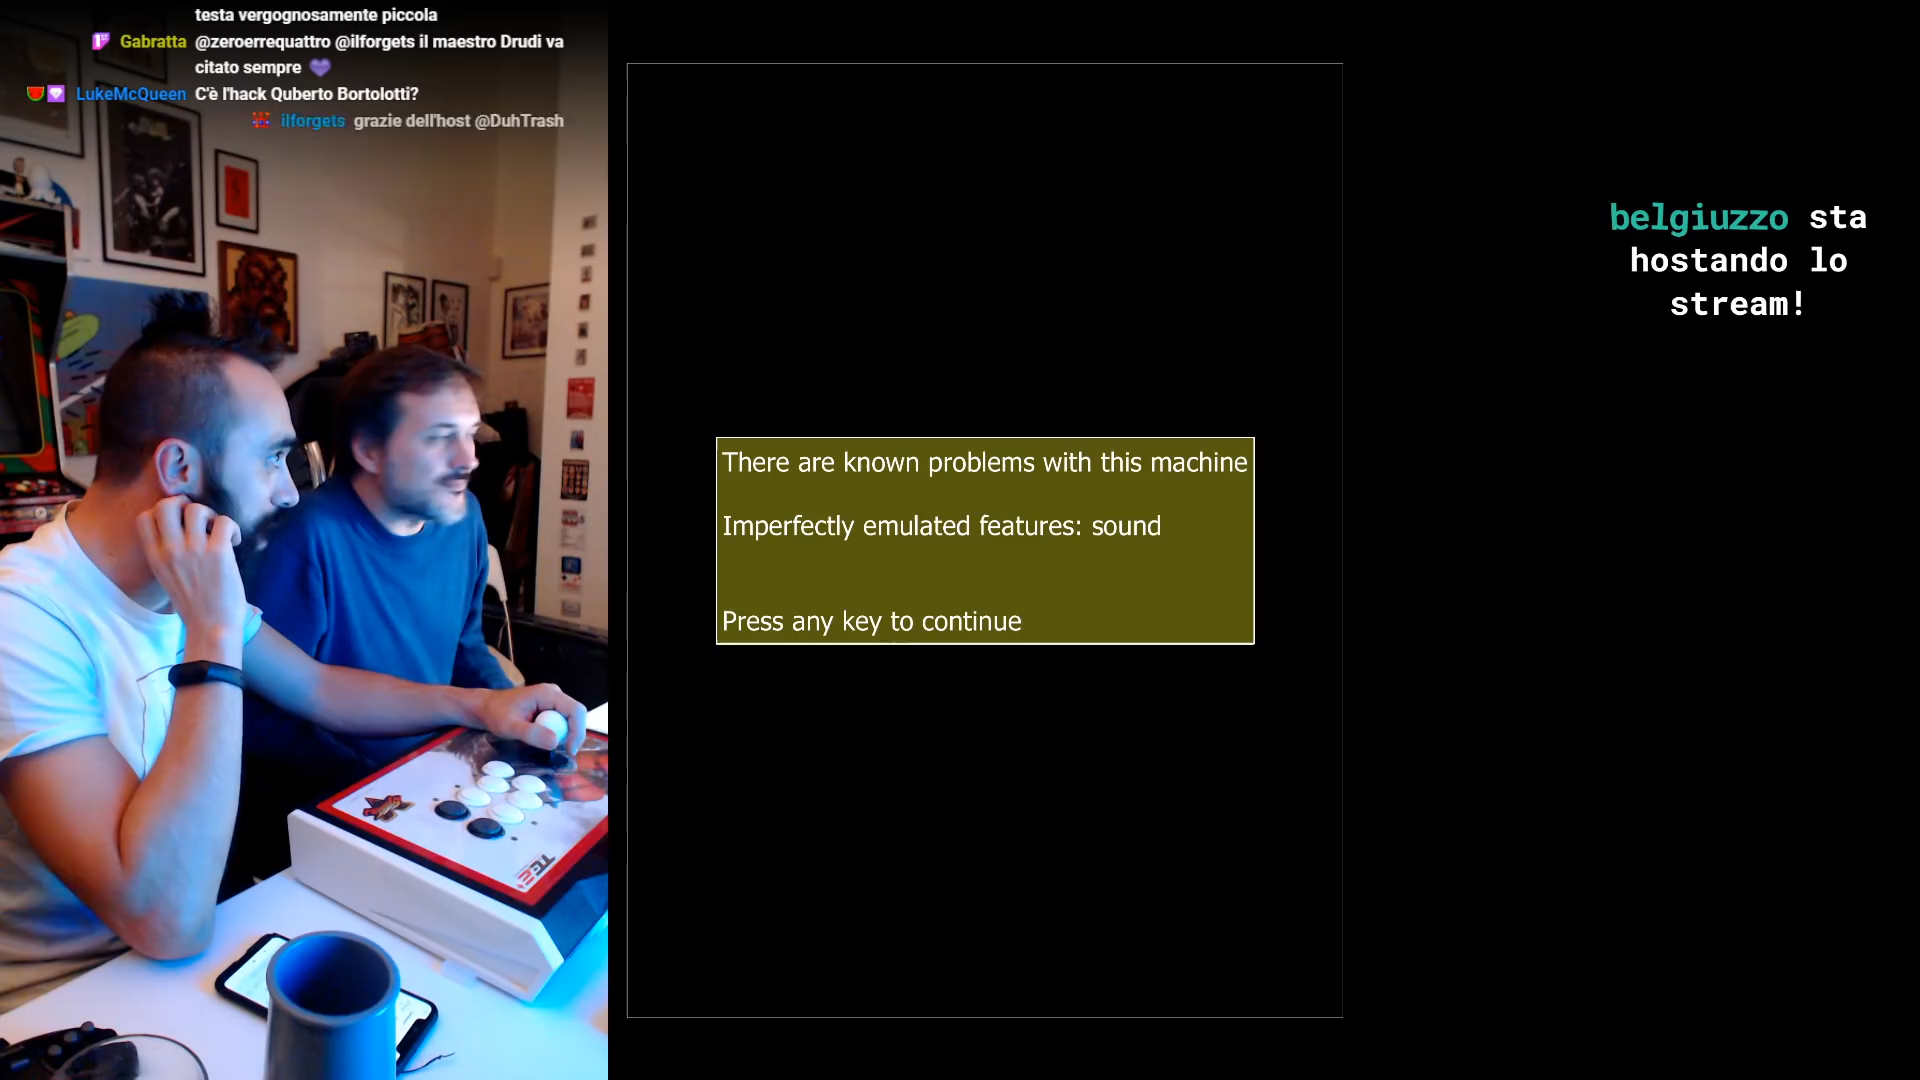 testa vergognosamente piccola
Gabratta @zeroerrequattro @ilforgets il maestro Drudi va
citato sempre
LukeMcQueen C'è l'hack Quberto Bortolotti?
ilforgets grazie dell'host @DuhTrash
There are known problems with this machine
Imperfectly emulated features: sound
Press any key to continue
belgiuzzo sta
hostando lo
stream!
TE2+